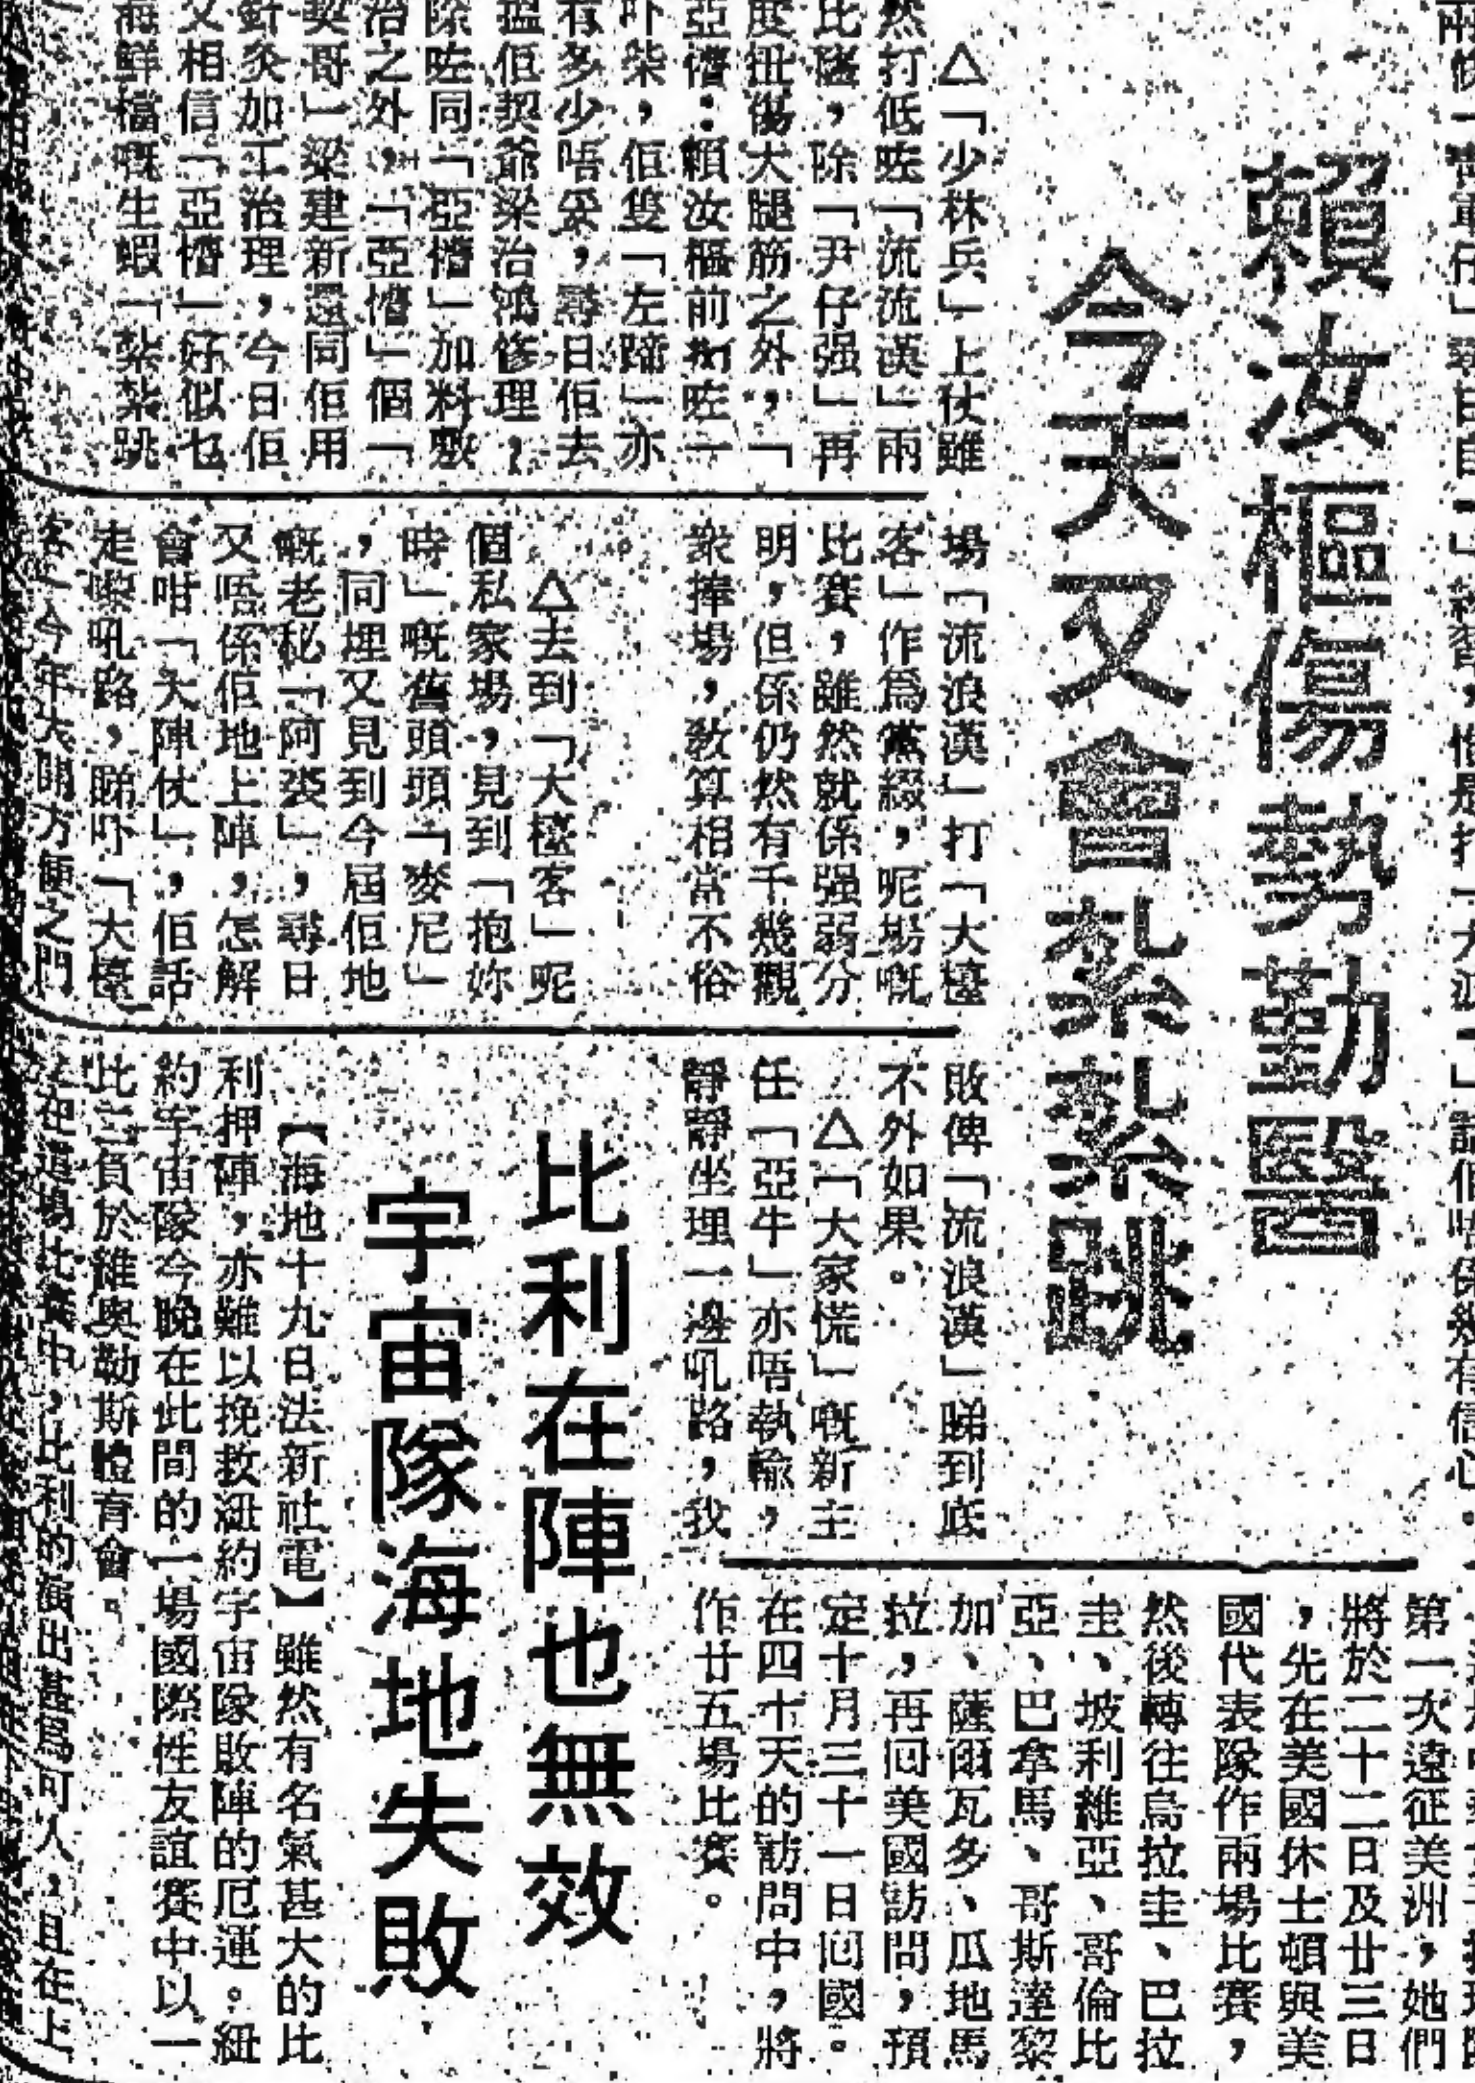 賴汝樞傷勢勤醫
今天又會紮紮跳
△「少林兵」上仗雖
然打低咗「流流漢」兩
比,除「尹仔强」再
度扭傷大腿筋之外,「
亞懵:賴汝樞前咗一
吓柴,佢隻「左蹄」亦
有多少唔妥,尋日佢去
搵佢契爺梁治鴻修理,
除咗同「亞懵」加料敷
治之外,「亞懵」個「
契哥」梁建新還同佢用
針灸加工治理,今日佢
又相信「亞懵」好似乜
海鮮檔嘅生蝦「紮紮跳
場「流浪漢」打「大檯
客」作爲黨綴,呢場嘅
比賽,雖然就係强弱分
明,但係仍然有千幾觀
衆捧場,敎算相當不俗
△去到「大檯客」呢
個私家場,見到「抱妳
時」嘅舊頭頭「麥尼」
,同埋又見到今屆佢地
嘅老秘「阿裘」,尋日
又唔係佢地上陣,怎解
會咁「大陣仗」,佢話
走嚟吼路,睇吓「大檯
客」今年大開方便之門
敗俾「流浪漢」睇到底
不外如果。
△「大家慌」嘅新主
任「亞牛」亦唔執輸,
靜靜坐埋一邊吼路,我
比利在陣也無效
宇宙隊海地失敗
【海地十九日法新社電】雖然有名氣甚大的比
利押陣,亦難以挽救紐約宇宙隊敗陣的厄運。紐
約宇宙隊今晚在此間的一場國際性友誼賽中以一
比二負於維奧勒斯體育會。
在這場比賽中,比利的演出甚爲可人,且在上
第一次遠征美洲,她們
將於二十二日及廿三日
,先在美國休士頓與美
國代表隊作兩場比賽,
然後轉往烏拉圭、巴拉
圭、坡利維亞、哥倫比
亞、巴拿馬、哥斯達黎
加、薩爾瓦多、瓜地馬
拉,再囘美國訪問,預
定十月三十一日囘國。
在四十天的訪問中,將
作廿五場比賽。